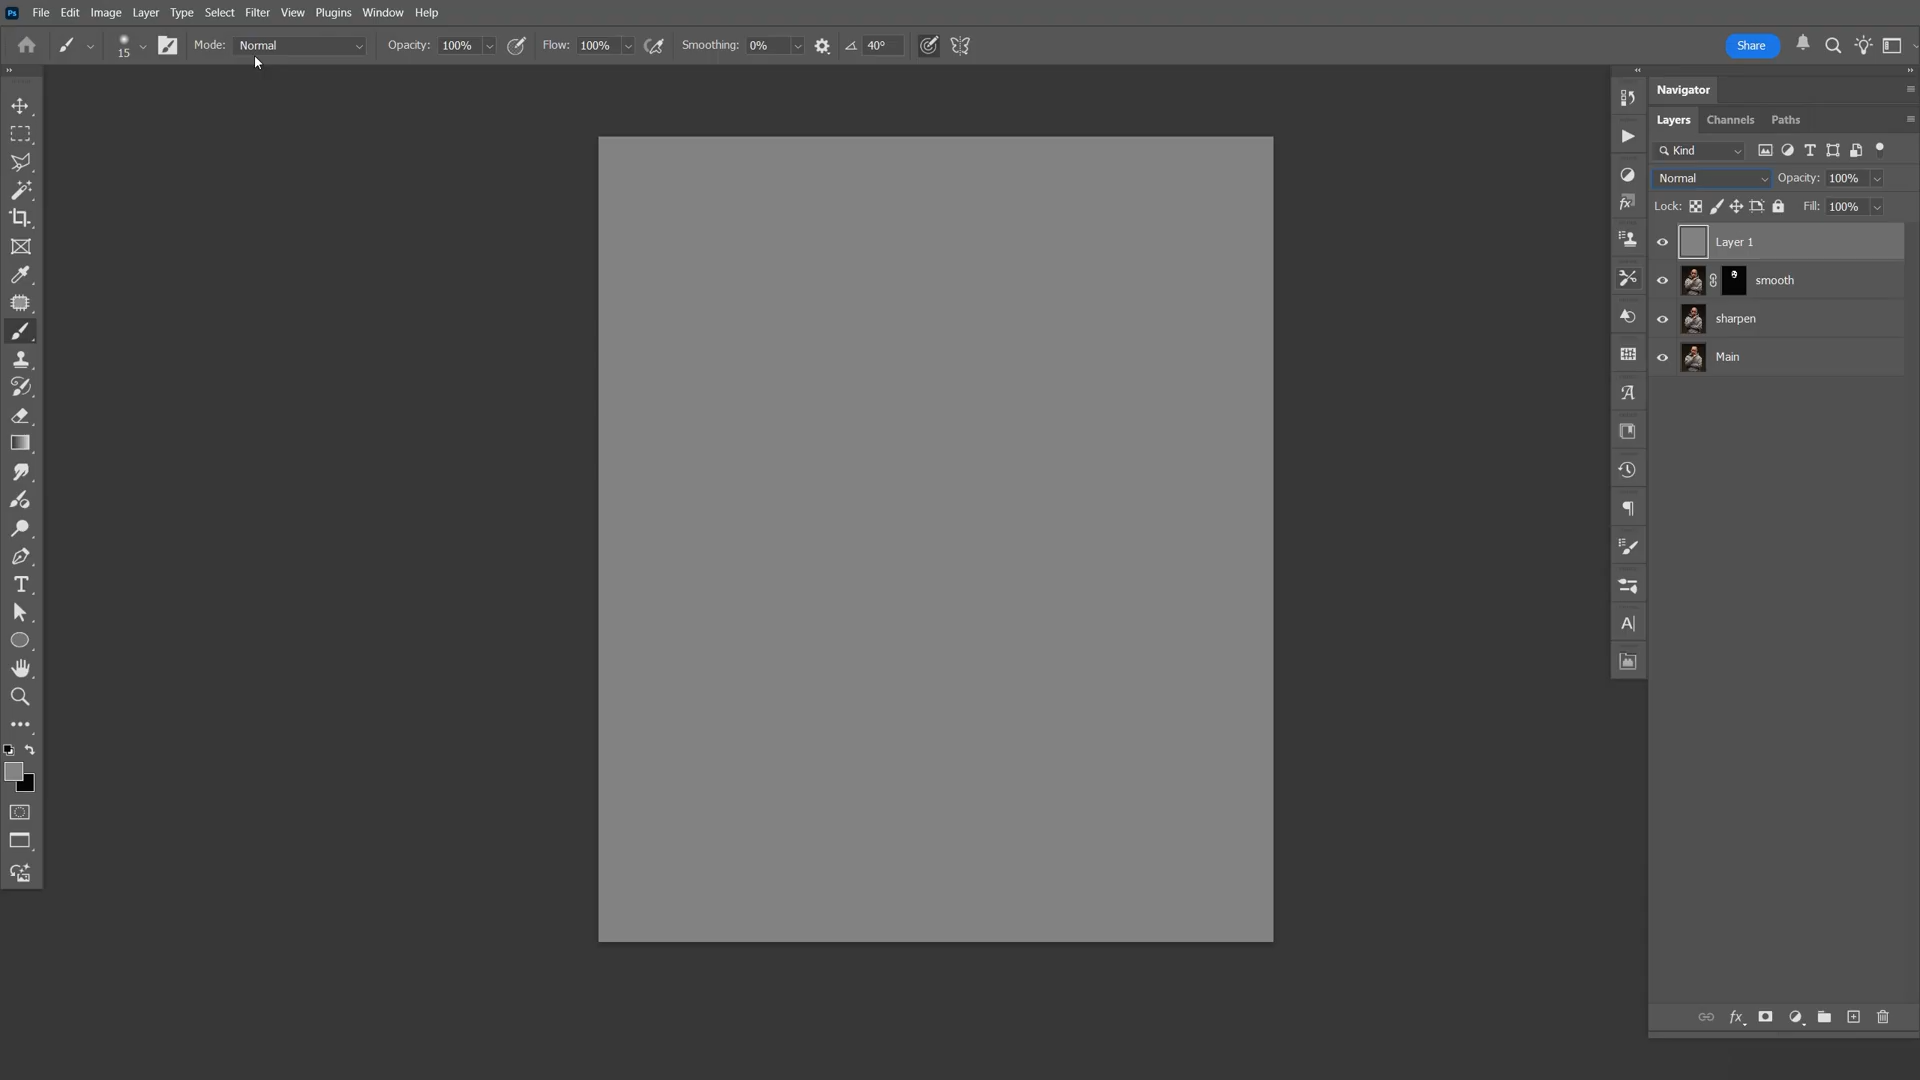 Ps File Edit Image Layer Type Select Filter View Plugins Window Help
15 Mode: Normal Opacity: 100% Flow: 100% Smoothing: 0% 40° Share
Navigator
Layers Channels Paths
Kind
Normal Opacity: 100%
Lock: Fill: 100%
Layer 1
smooth
sharpen
Main